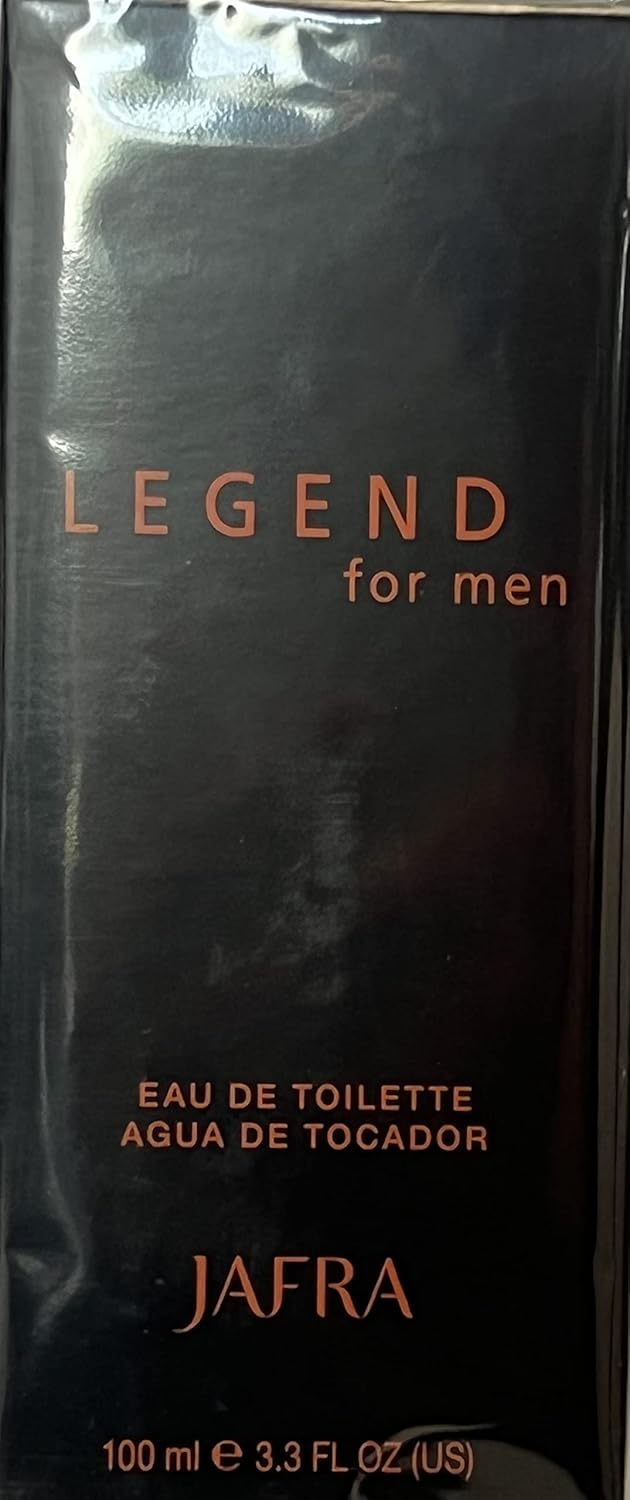 LEGEND
for men
EAU DE TOILETTE
AGUA DE TOCADOR
JAFRA
100 ml ℮ 3.3 FL OZ (US)